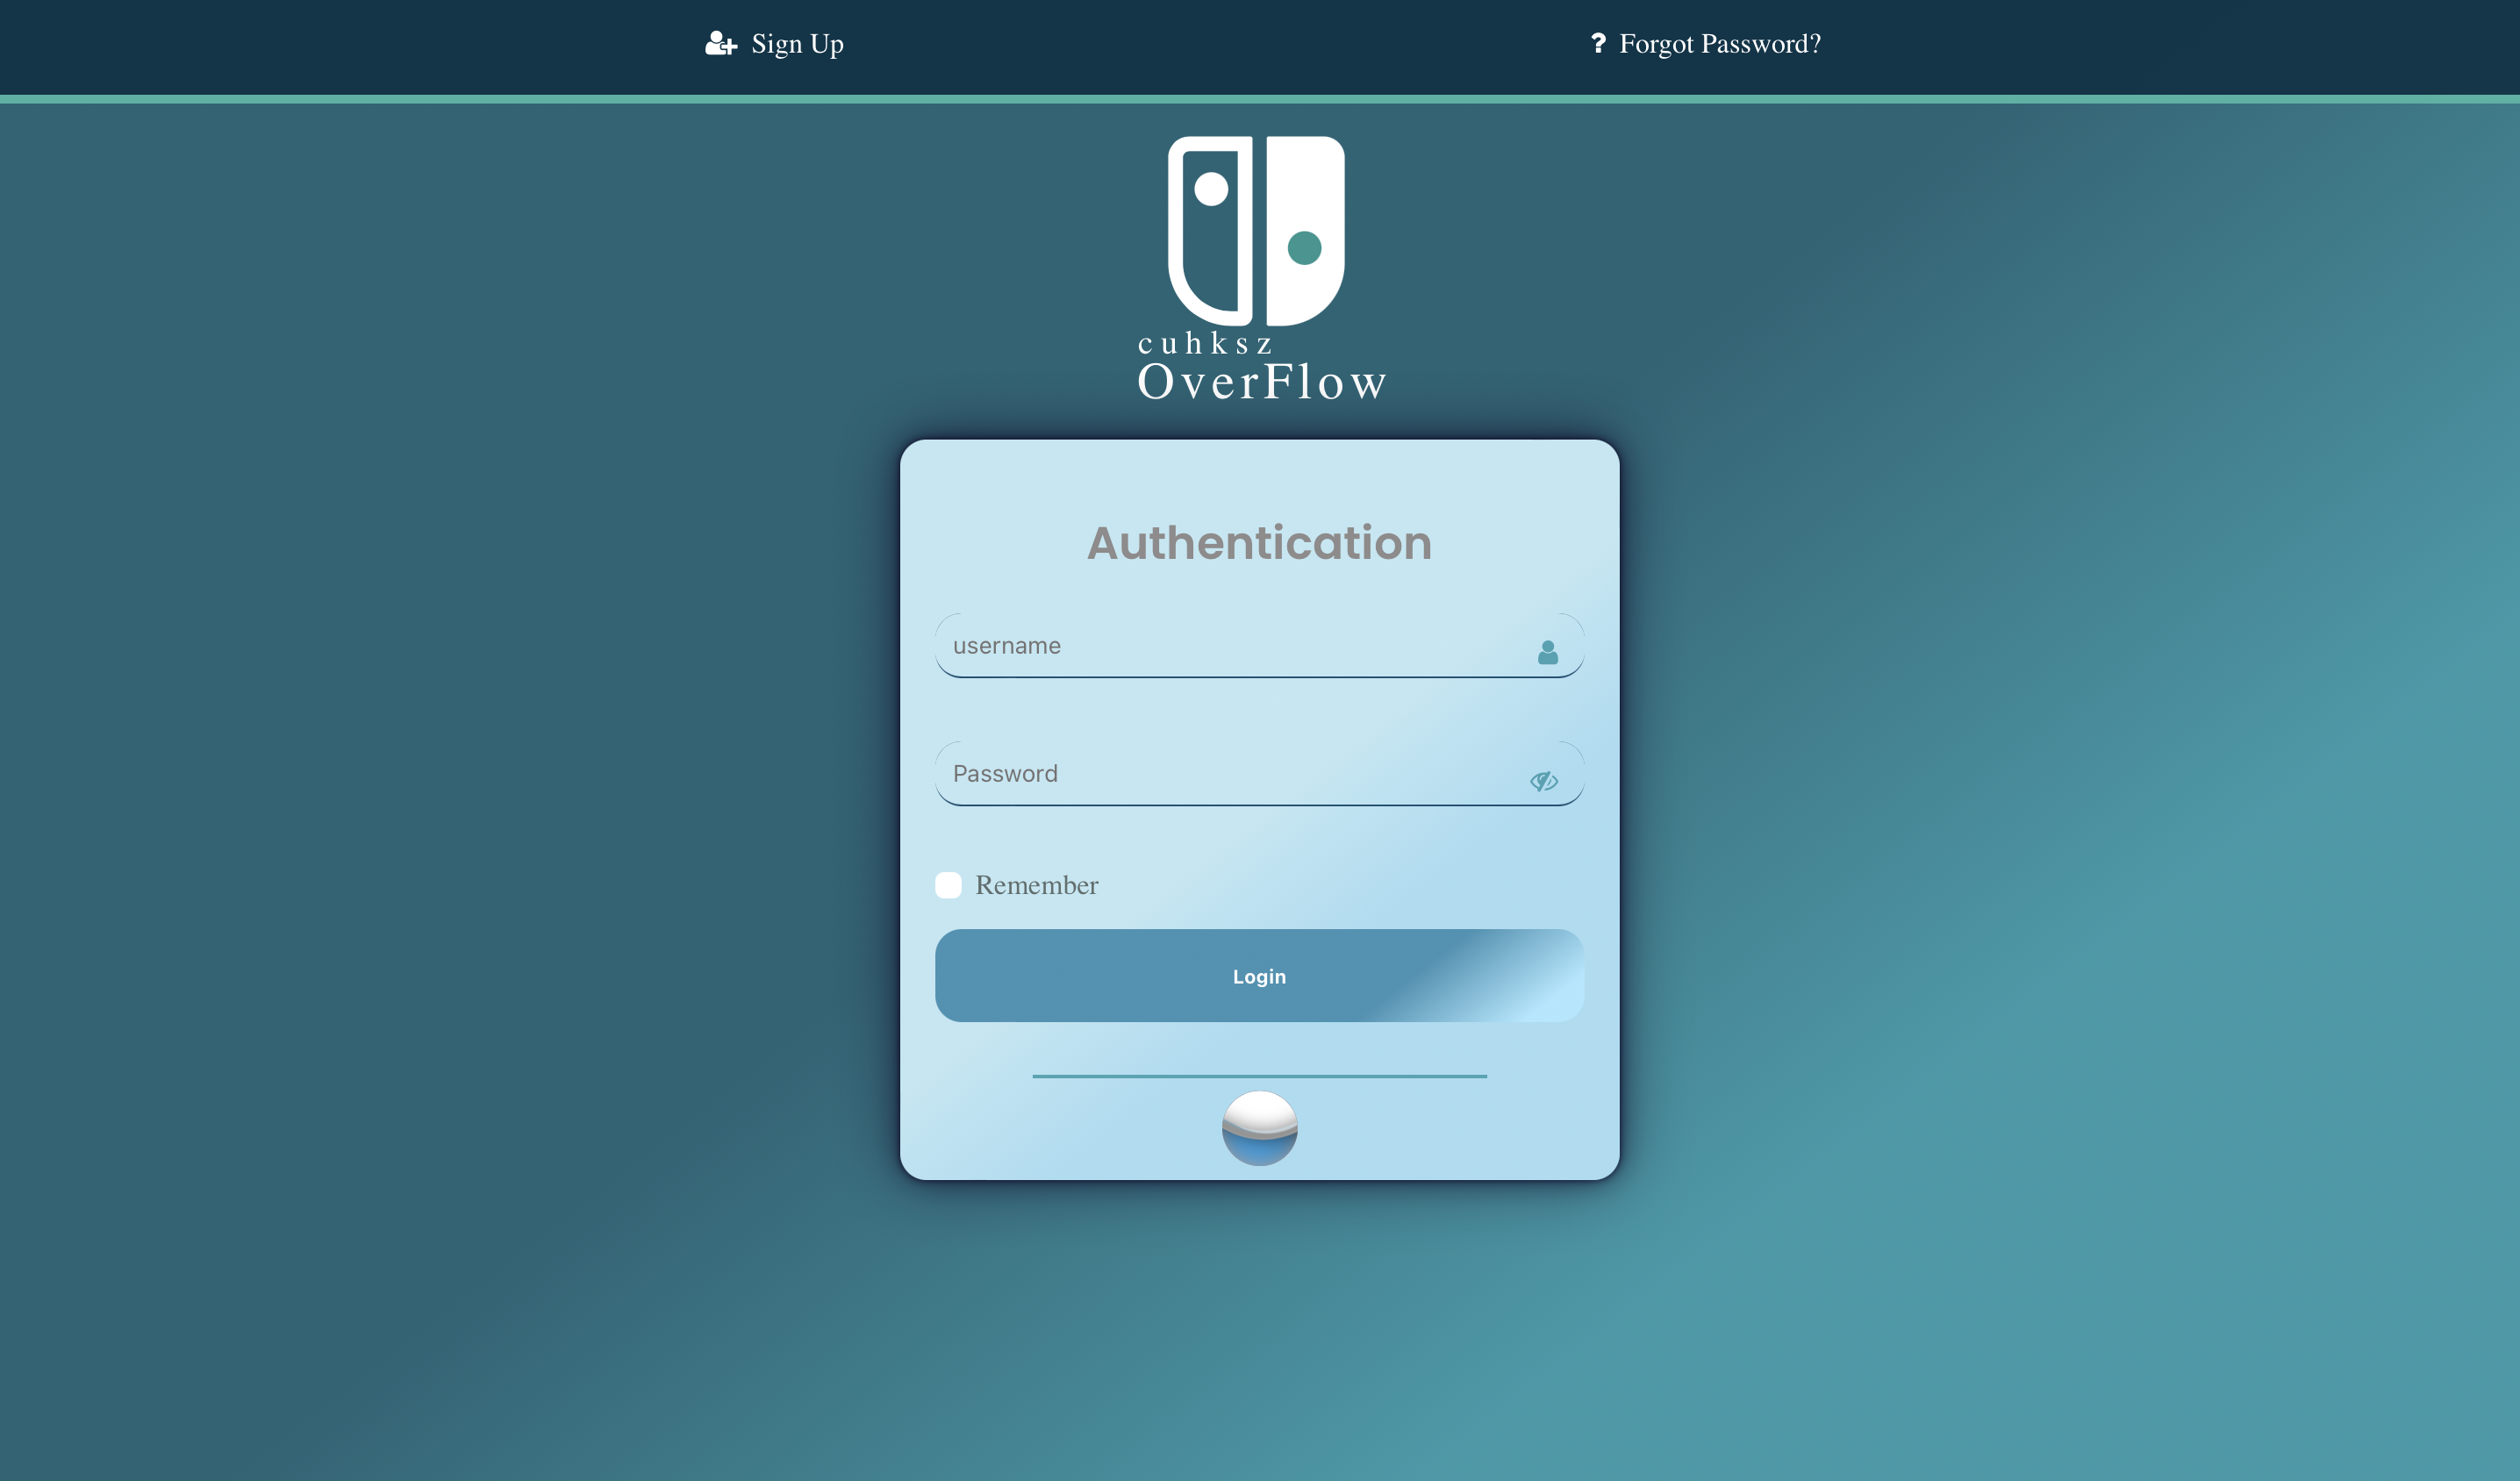 Sign Up
? Forgot Password?
cuhksz
OverFlow
Authentication
username
Password
Remember
Login